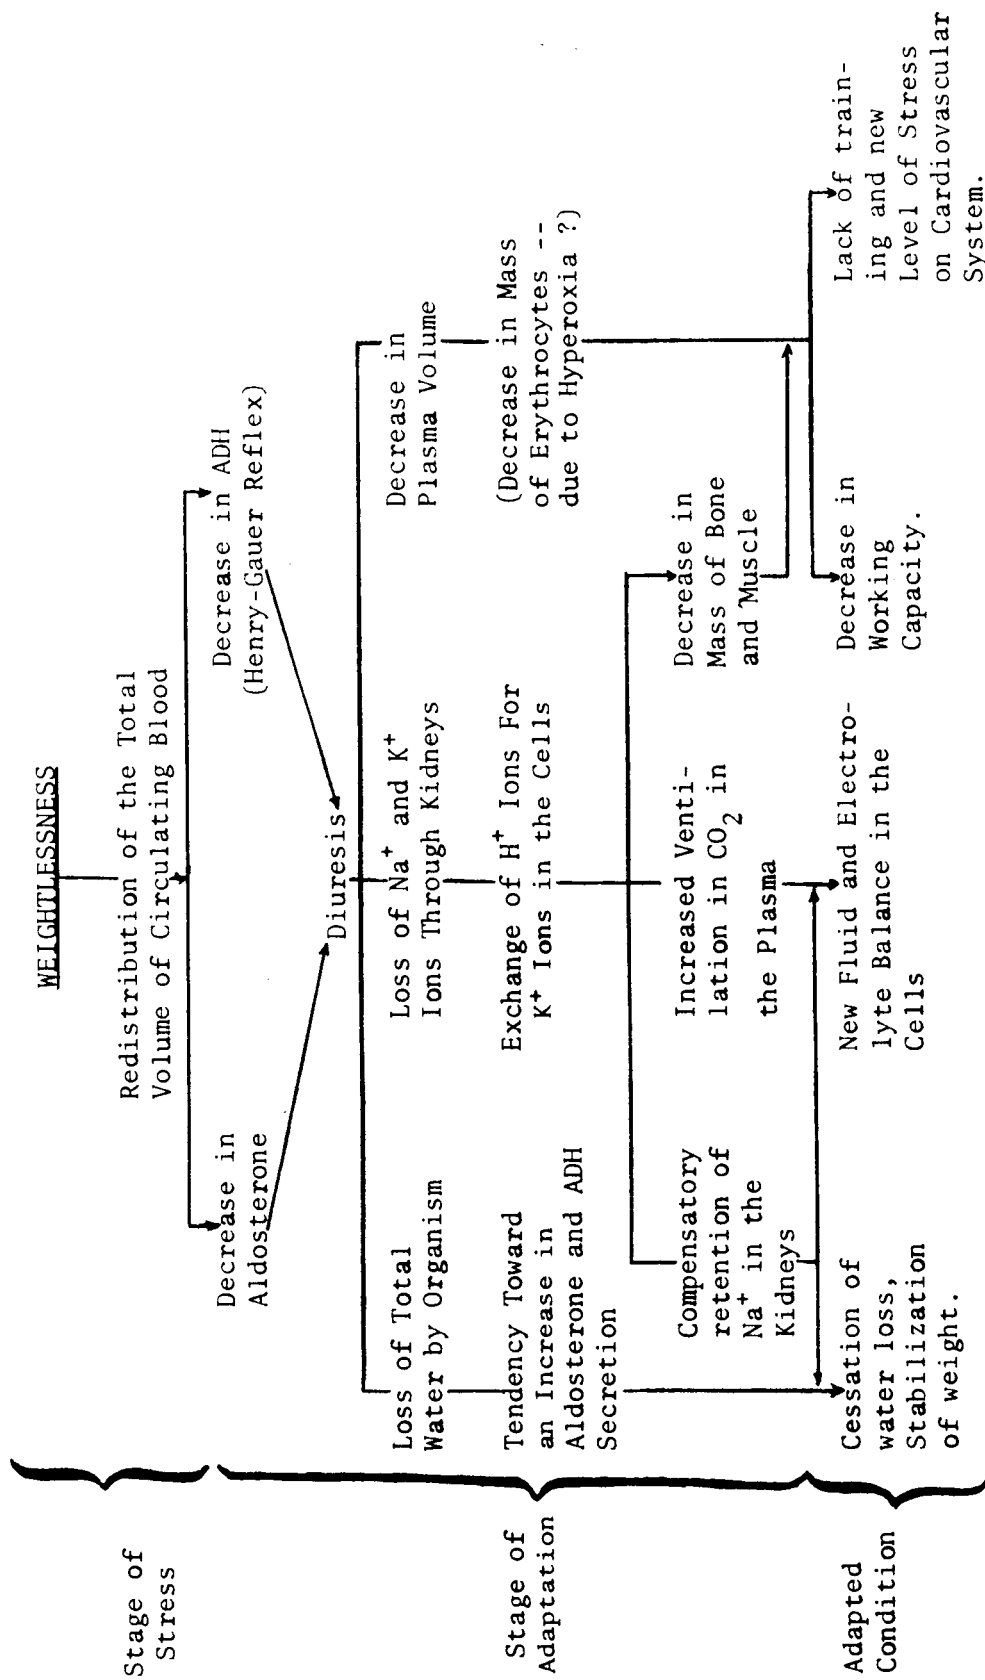 WEIGHTLESSNESS
Stage of
Stress
Redistribution of the Total
Volume of Circulating Blood
Decrease in
Aldosterone
Decrease in ADH
(Henry-Gauer Reflex)
Diuresis
Stage of
Adaptation
Loss of Total
Water by Organism
Loss of Na⁺ and K⁺
Ions Through Kidneys
Decrease in
Plasma Volume
Tendency Toward
an Increase in
Aldosterone and ADH
Secretion
Exchange of H⁺ Ions For
K⁺ Ions in the Cells
(Decrease in Mass
of Erythrocytes --
due to Hyperoxia ?)
Compensatory
retention of
Na⁺ in the
Kidneys
Increased Venti-
lation in CO₂ in
the Plasma
Decrease in
Mass of Bone
and Muscle
Adapted
Condition
Cessation of
water loss,
Stabilization
of weight.
New Fluid and Electro-
lyte Balance in the
Cells
Decrease in
Working
Capacity.
Lack of train-
ing and new
Level of Stress
on Cardiovascular
System.